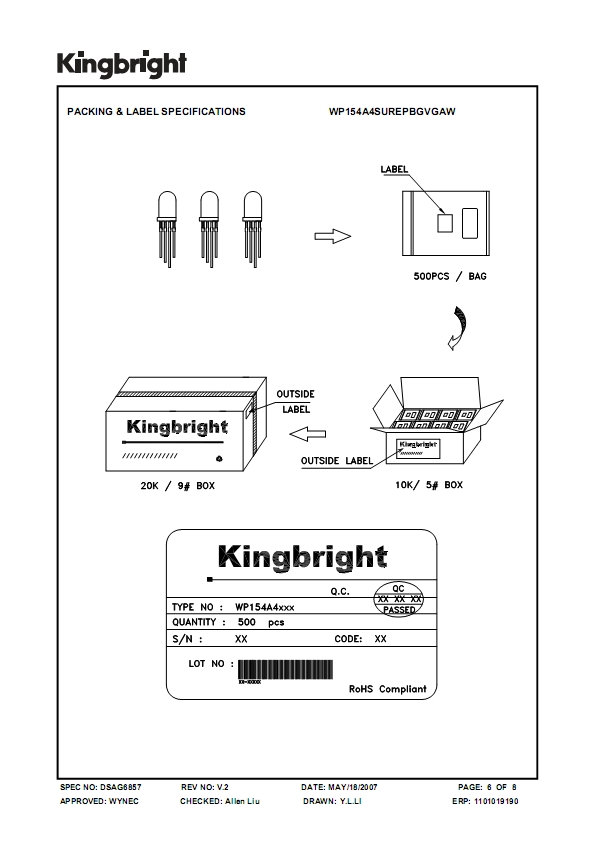 Kingbright
PACKING & LABEL SPECIFICATIONS WP154A4SUREPBGVGAW
LABEL
500PCS / BAG
OUTSIDE
LABEL
Kingbright
Kingbright
OUTSIDE LABEL
20K / 9# BOX
10K/ 5# BOX
Kingbright
Q.C.
QC
XX XX XX
PASSED
TYPE NO : WP154A4xxx
QUANTITY : 500 pcs
S/N : XX CODE: XX
LOT NO :
XX-XXXXX
RoHS Compliant
SPEC NO: DSAG6857 REV NO: V.2 DATE: MAY/18/2007 PAGE: 6 OF 8
APPROVED: WYNEC CHECKED: Allen Liu DRAWN: Y.L.LI ERP: 1101019190